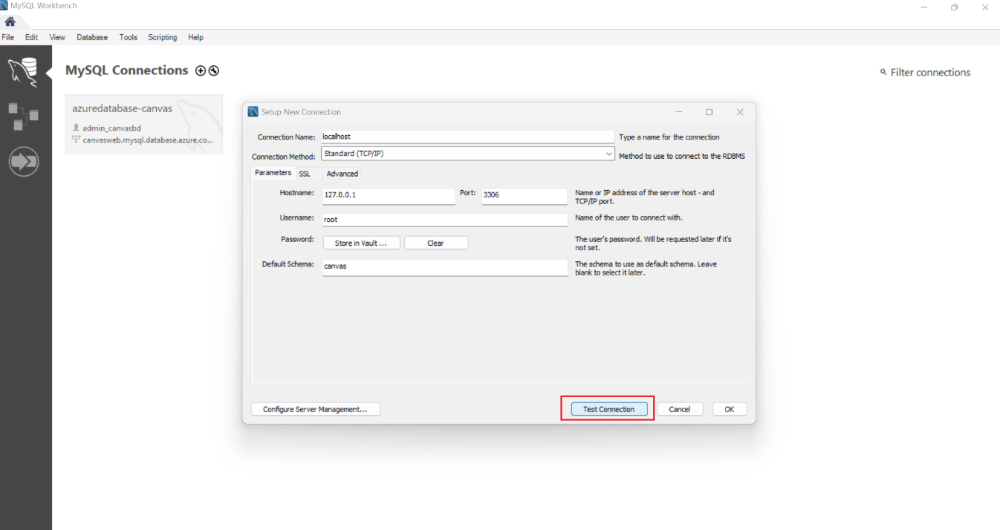 MySQL Workbench
File Edit View Database Tools Scripting Help
MySQL Connections
Filter connections
azuredatabase-canvas
admin_canvasbd
canvasweb.mysql.database.azure.co...
Setup New Connection
Connection Name: localhost Type a name for the connection
Connection Method: Standard (TCP/IP) Method to use to connect to the RDBMS
Parameters SSL Advanced
Hostname: 127.0.0.1 Port: 3306 Name or IP address of the server host - and
TCP/IP port.
Username: root Name of the user to connect with.
Password: Store in Vault ... Clear The user's password. Will be requested later if it's
not set.
Default Schema: canvas The schema to use as default schema. Leave
blank to select it later.
Configure Server Management... Test Connection Cancel OK